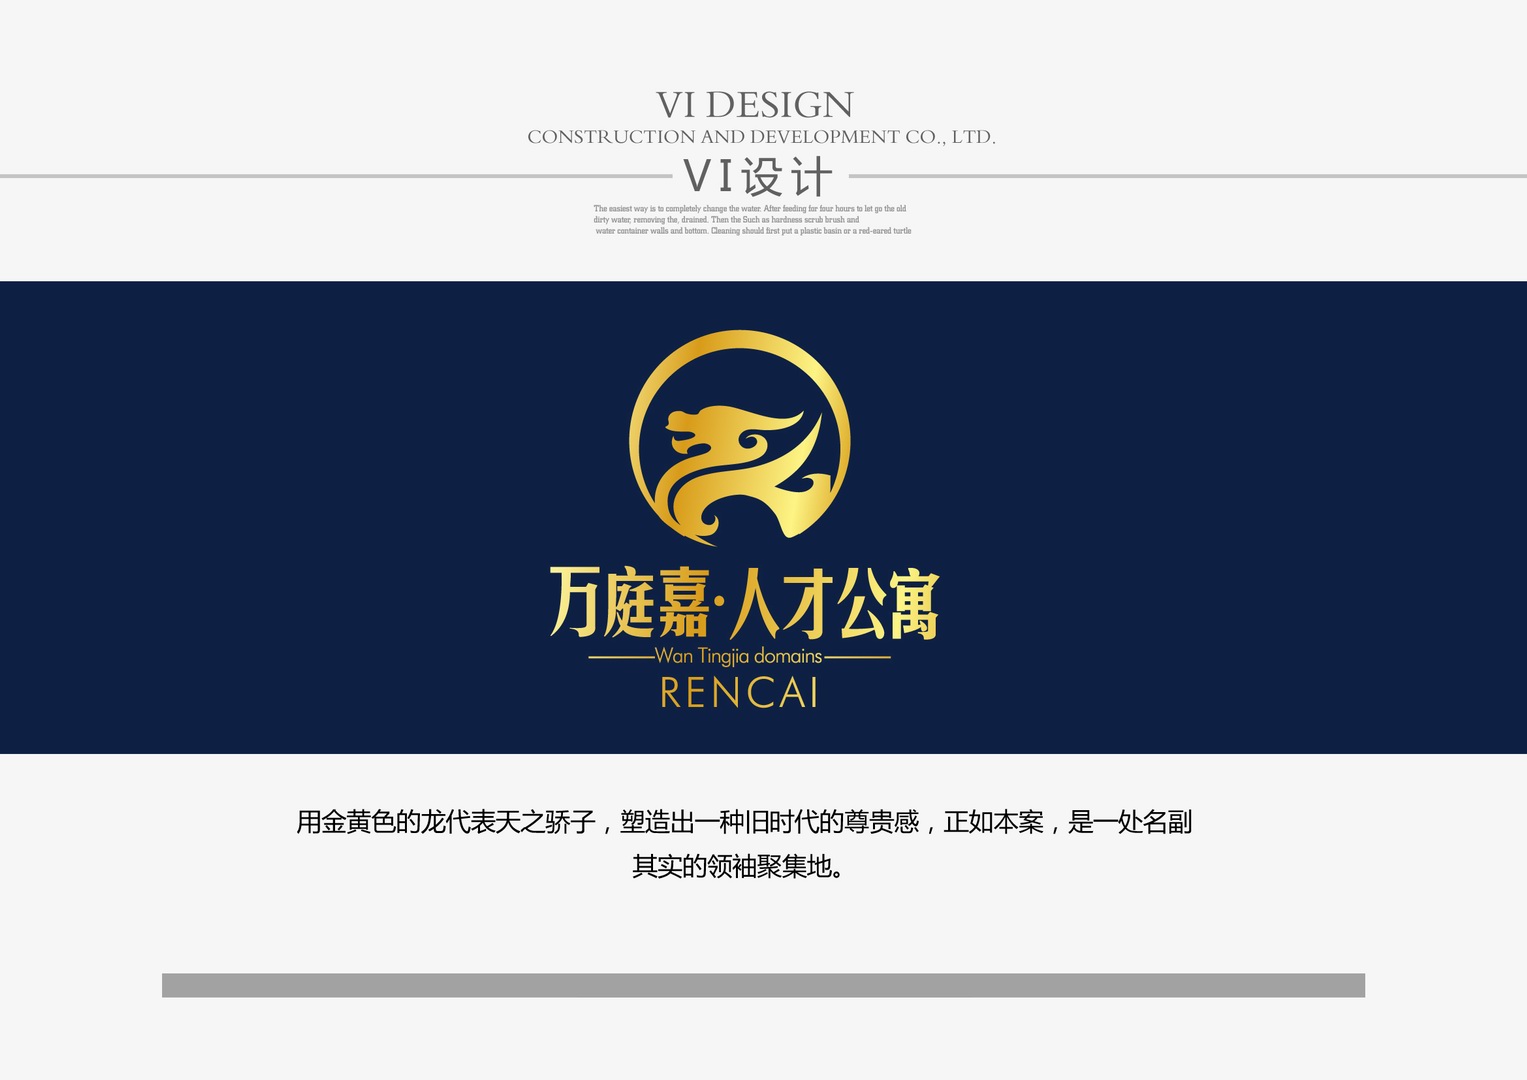 VI DESIGN
CONSTRUCTION AND DEVELOPMENT CO., LTD.
VI设计
The easiest way is to completely change the water. After feeding for four hours to let go the old
dirty water, removing the, drained. Then the Such as hardness scrub brush and
water container walls and bottom. Cleaning should first put a plastic basin or a red-eared turtle
万庭嘉·人才公寓
Wan Tingjia domains
RENCAI
用金黄色的龙代表天之骄子，塑造出一种旧时代的尊贵感，正如本案，是一处名副
其实的领袖聚集地。